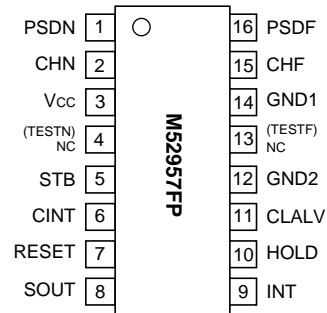 PSDN 1 16 PSDF
CHN 2 15 CHF
VCC 3 14 GND1
(TESTN) NC 4 13 (TESTF) NC
STB 5 12 GND2
CINT 6 11 CLALV
RESET 7 10 HOLD
SOUT 8 9 INT
M52957FP